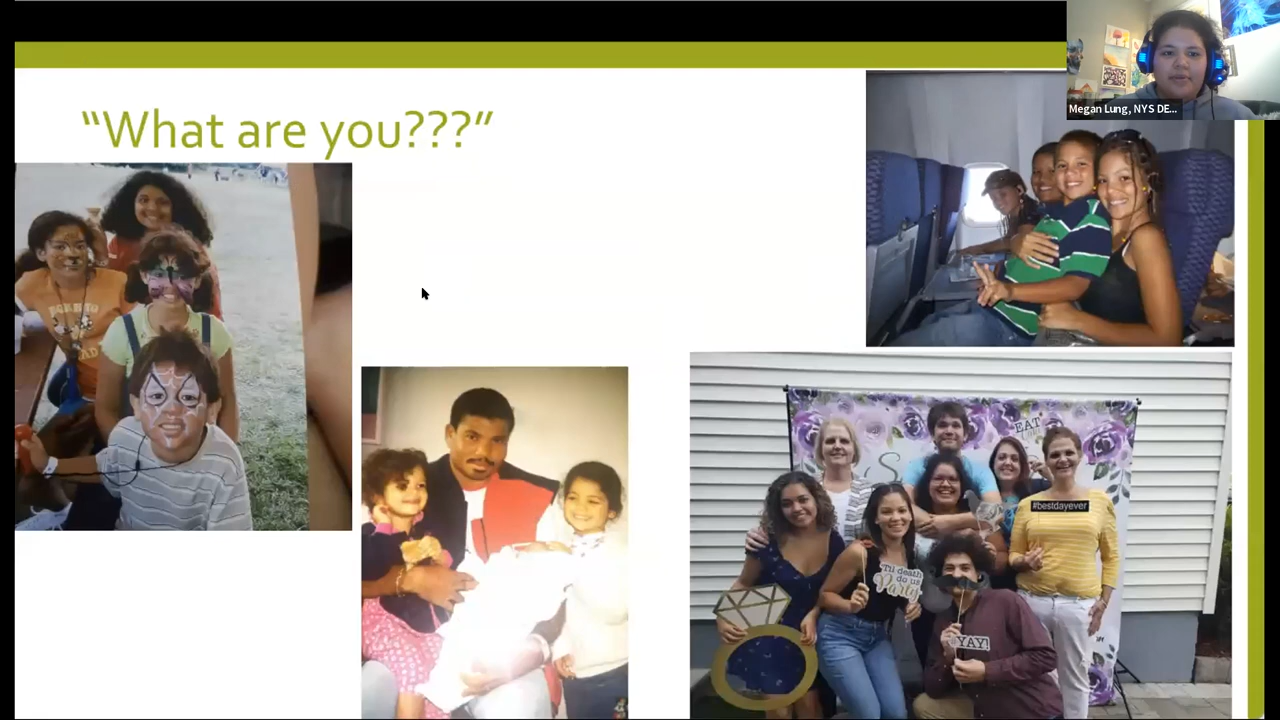 “What are you???”
Megan Lung, NYS DE...
EAT
#bestdayever
'Til death
do us
Party
YAY!